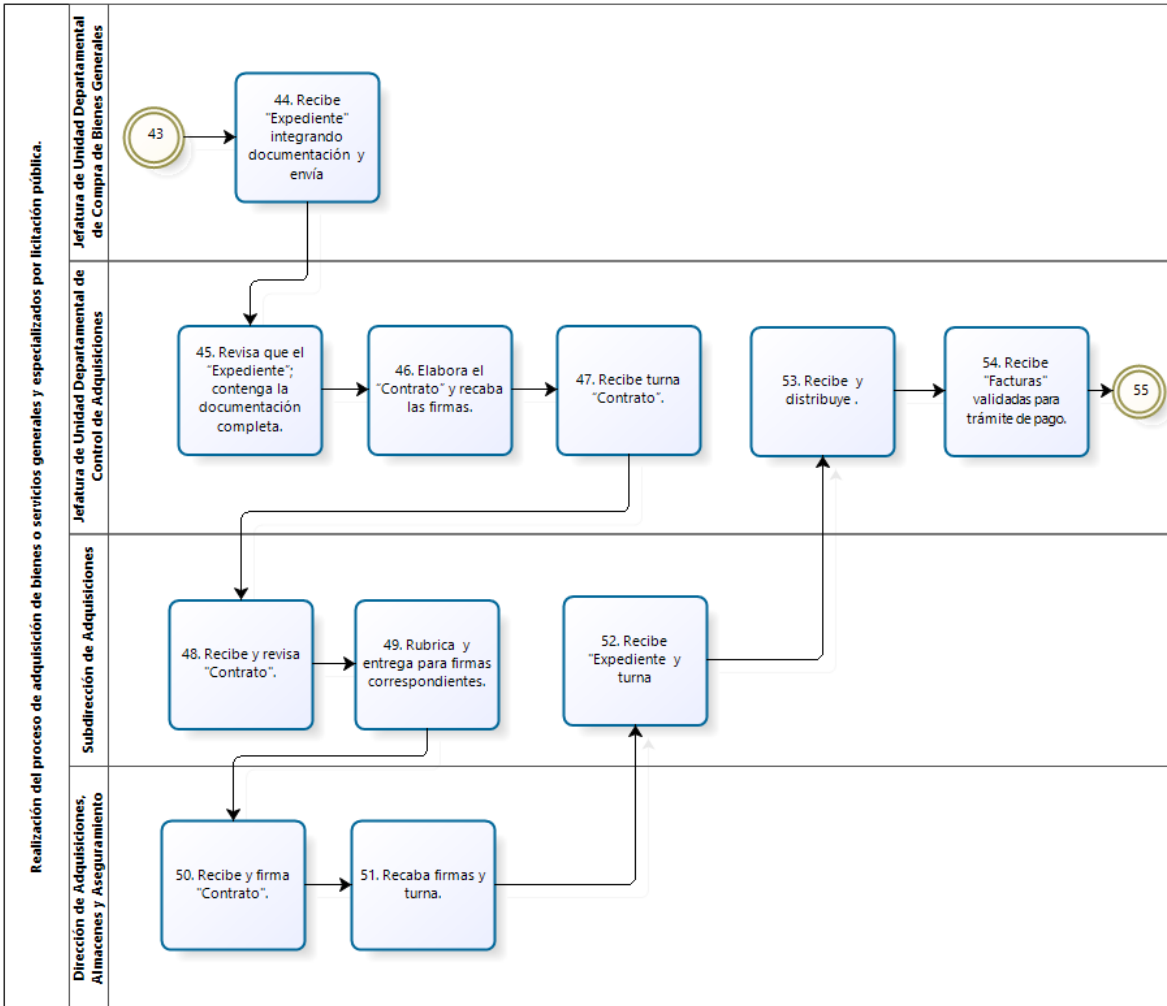 Realización del proceso de adquisición de bienes o servicios generales y especializados por licitación pública.
Jefatura de Unidad Departamental
de Compra de Bienes Generales
43
44. Recibe
"Expediente"
integrando
documentación y
envía
Jefatura de Unidad Departamental de
Control de Adquisiciones
45. Revisa que el
"Expediente";
contenga la
documentación
completa.
46. Elabora el
"Contrato" y recaba
las firmas.
47. Recibe turna
"Contrato".
53. Recibe y
distribuye .
54. Recibe
"Facturas"
validadas para
trámite de pago.
55
Subdirección de Adquisiciones
48. Recibe y revisa
"Contrato".
49. Rubrica y
entrega para firmas
correspondientes.
52. Recibe
"Expediente y
turna
Dirección de Adquisiciones,
Almacenes y Aseguramiento
50. Recibe y firma
"Contrato".
51. Recaba firmas y
turna.